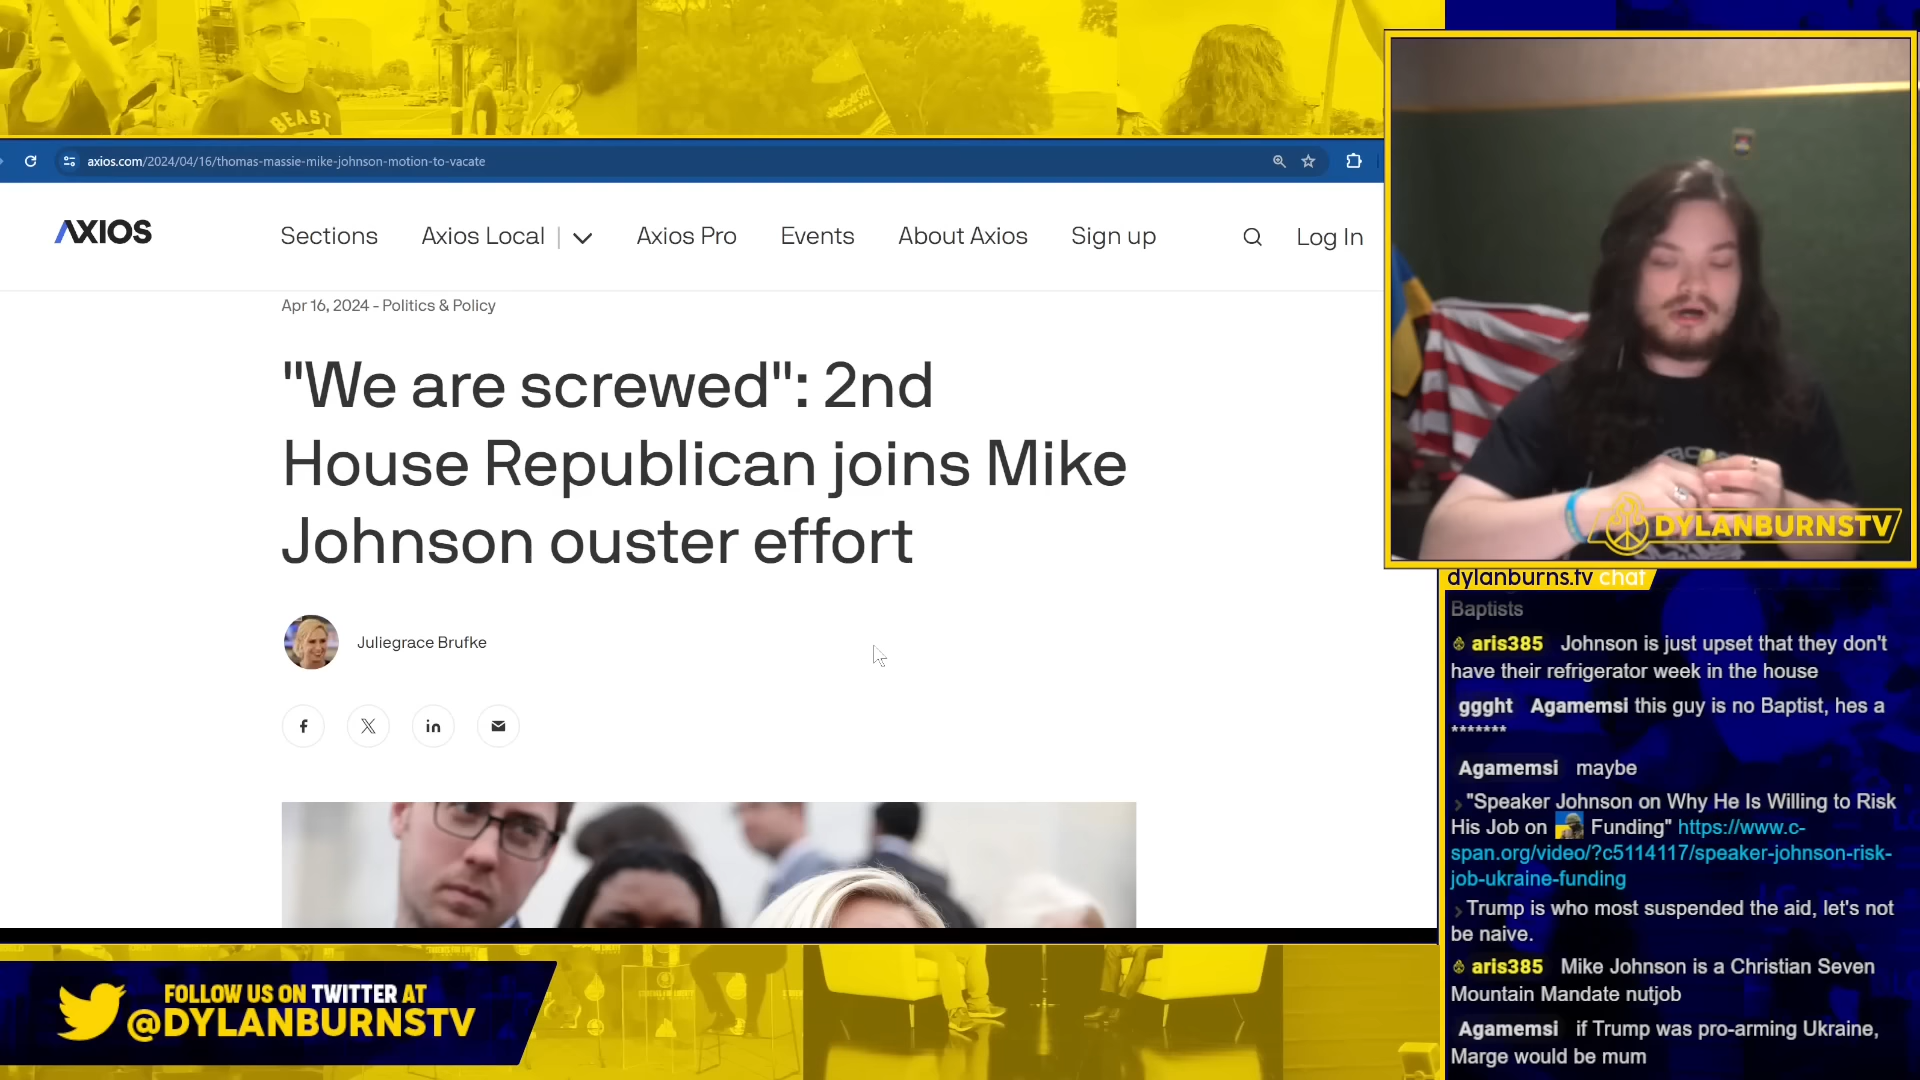 BEAST
axios.com/2024/04/16/thomas-massie-mike-johnson-motion-to-vacate
AXIOS
Sections
Axios Local
Axios Pro
Events
About Axios
Sign up
Log In
Apr 16, 2024 - Politics & Policy
"We are screwed": 2nd
House Republican joins Mike
Johnson ouster effort
Juliegrace Brufke
FOLLOW US ON TWITTER AT
@DYLANBURNSTV
DYLANBURNSTV
dylanburns.tv chat
Baptists
aris385 Johnson is just upset that they don't
have their refrigerator week in the house
ggght Agamemsi this guy is no Baptist, hes a
*******
Agamemsi maybe
"Speaker Johnson on Why He Is Willing to Risk
His Job on Funding" https://www.c-
span.org/video/?c5114117/speaker-johnson-risk-
job-ukraine-funding
Trump is who most suspended the aid, let's not
be naive.
aris385 Mike Johnson is a Christian Seven
Mountain Mandate nutjob
Agamemsi if Trump was pro-arming Ukraine,
Marge would be mum